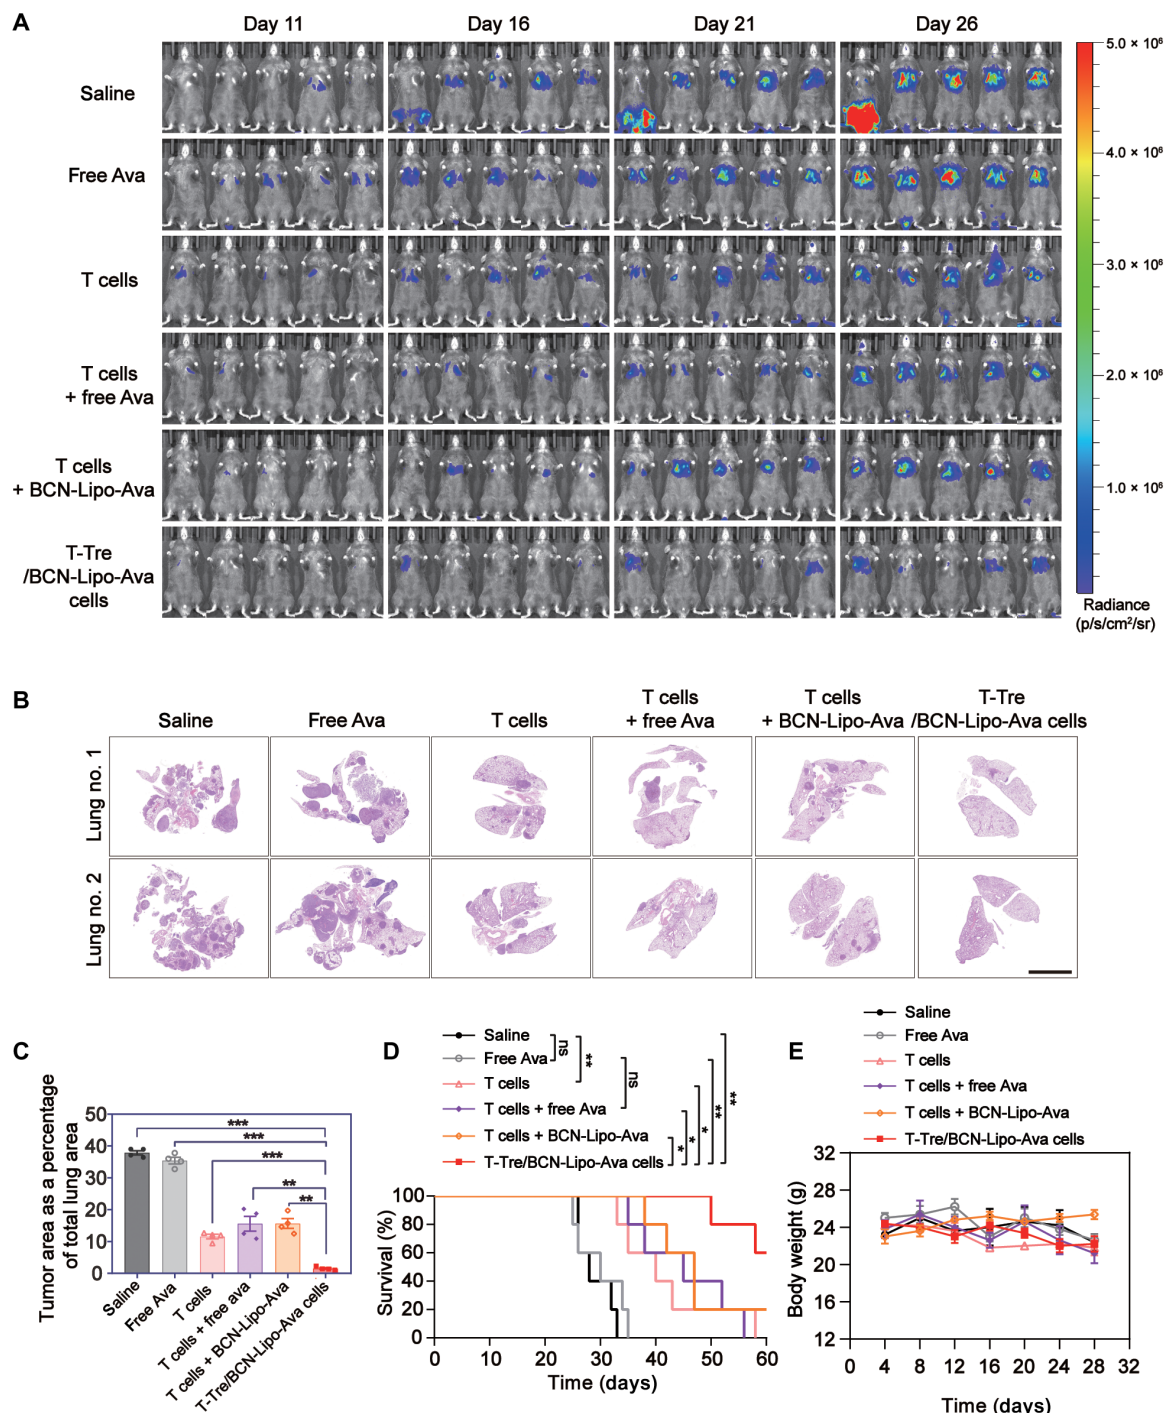 A
Day 11
Day 16
Day 21
Day 26
Saline
Free Ava
T cells
T cells
+ free Ava
T cells
+ BCN-Lipo-Ava
T-Tre
/BCN-Lipo-Ava
cells
5.0 × 10⁶
4.0 × 10⁶
3.0 × 10⁶
2.0 × 10⁶
1.0 × 10⁶
Radiance
(p/s/cm²/sr)
B
Saline
Free Ava
T cells
T cells
+ free Ava
T cells
+ BCN-Lipo-Ava
T-Tre
/BCN-Lipo-Ava cells
Lung no. 1
Lung no. 2
C
Tumor area as a percentage
of total lung area
50
40
30
20
10
0
***
***
***
**
**
Saline
Free Ava
T cells
T cells + free ava
T cells + BCN-Lipo-Ava
T-Tre/BCN-Lipo-Ava cells
D
Saline
Free Ava
T cells
T cells + free Ava
T cells + BCN-Lipo-Ava
T-Tre/BCN-Lipo-Ava cells
ns
**
ns
*
*
*
**
**
Survival (%)
100
80
60
40
20
0
0
10
20
30
40
50
60
Time (days)
E
Saline
Free Ava
T cells
T cells + free Ava
T cells + BCN-Lipo-Ava
T-Tre/BCN-Lipo-Ava cells
Body weight (g)
32
28
24
20
16
12
0
4
8
12
16
20
24
28
32
Time (days)